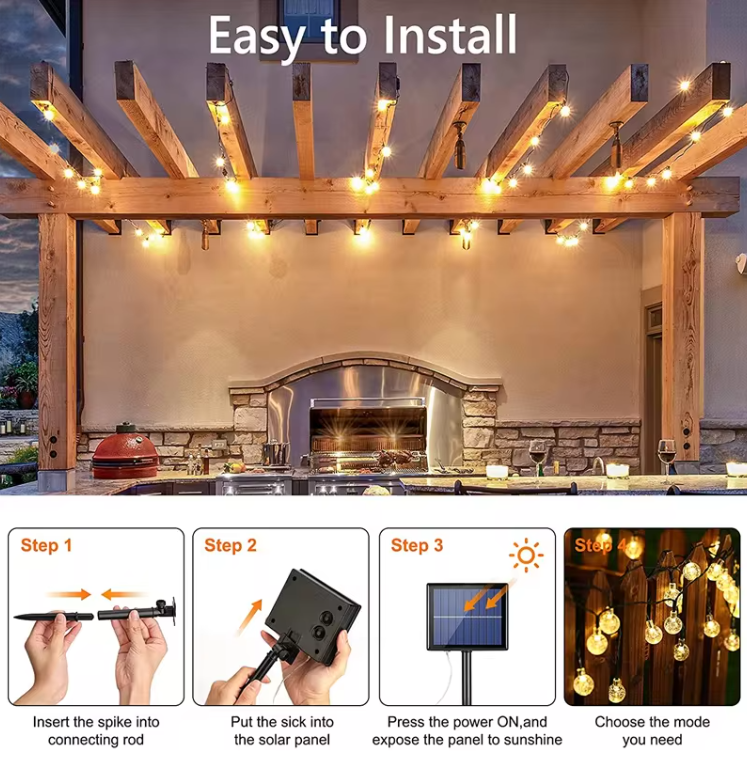 Easy to Install
Step 1
Step 2
Step 3
Step 4
Insert the spike into
connecting rod
Put the sick into
the solar panel
Press the power ON,and
expose the panel to sunshine
Choose the mode
you need